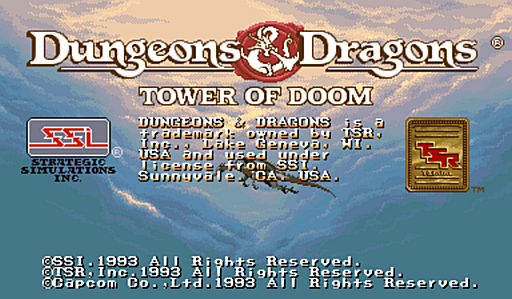 DUNGEONS & DRAGONS ®
TOWER OF DOOM
SSI ®
STRATEGIC
SIMULATIONS
INC.
DUNGEONS & DRAGONS is a
trademark owned by TSR,
Inc., Lake Geneva, WI.
USA and used under
license from SSI.
Sunnyvale, CA, USA.
TSR
TM
©SSI.1993 All Rights Reserved.
©TSR,Inc.1993 All Rights Reserved.
©Capcom Co.,Ltd.1993 All Rights Reserved.